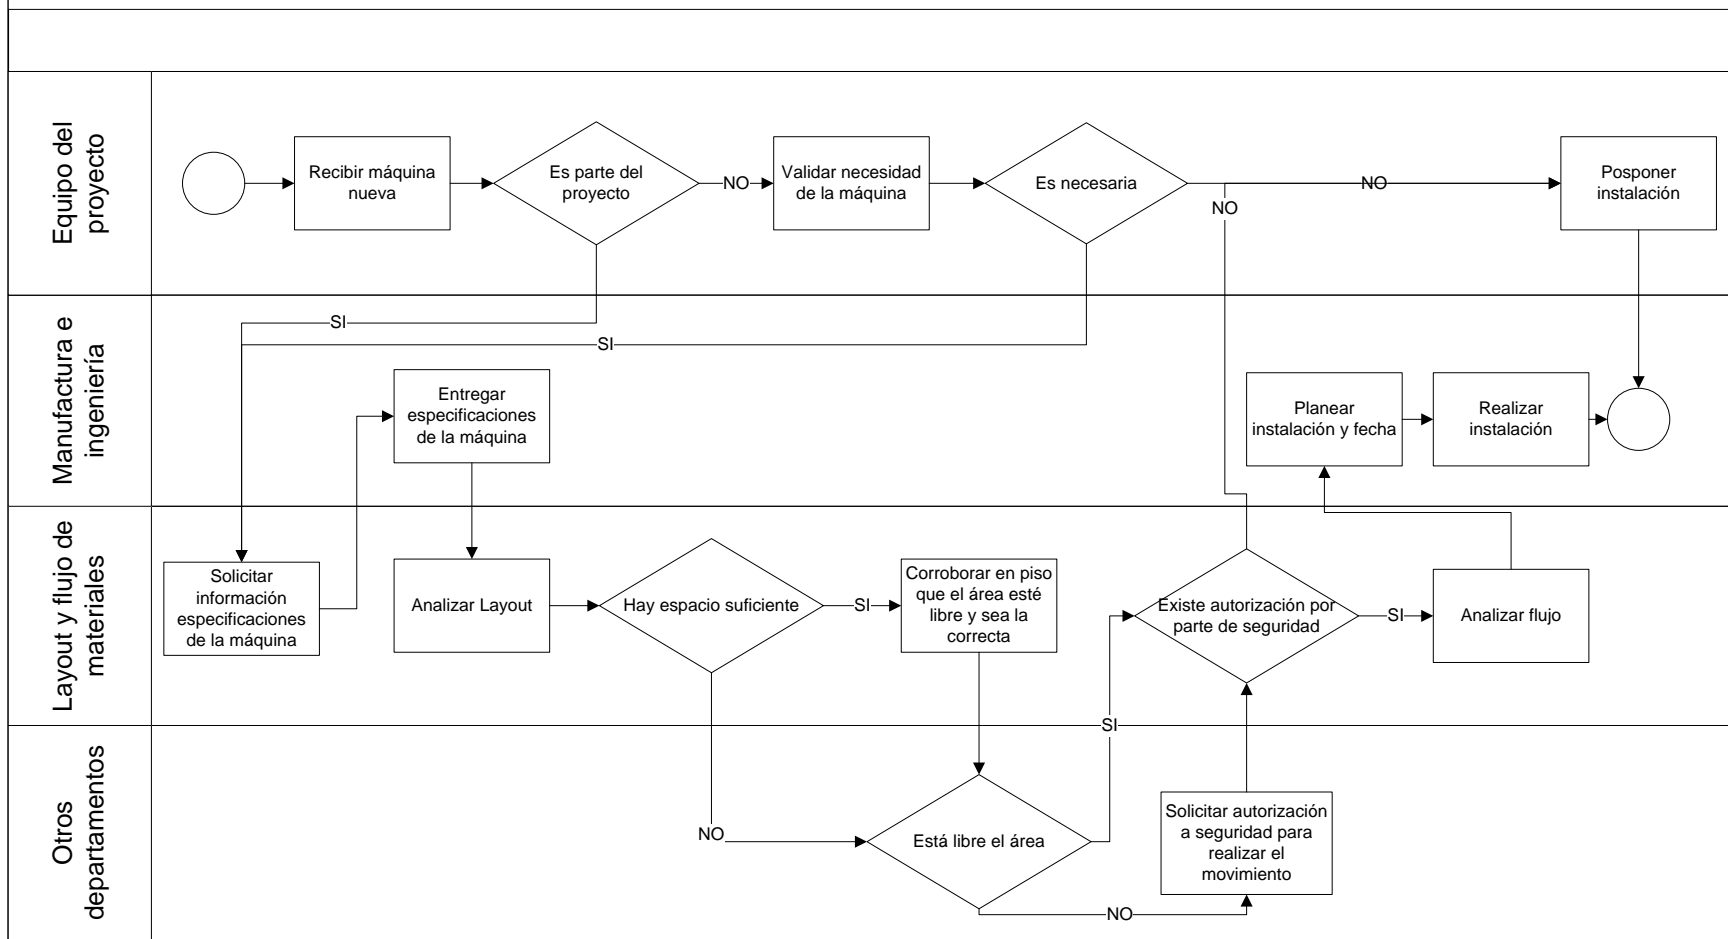 Equipo del
proyecto
Recibir máquina
nueva
Es parte del
proyecto
NO
Validar necesidad
de la máquina
Es necesaria
NO
NO
Posponer
instalación
Manufactura e
ingeniería
SI
SI
Entregar
especificaciones
de la máquina
Planear
instalación y fecha
Realizar
instalación
Layout y flujo de
materiales
Solicitar
información
especificaciones
de la máquina
Analizar Layout
Hay espacio suficiente
SI
Corroborar en piso
que el área esté
libre y sea la
correcta
Existe autorización por
parte de seguridad
SI
Analizar flujo
SI
Otros
departamentos
NO
Está libre el área
Solicitar autorización
a seguridad para
realizar el
movimiento
NO